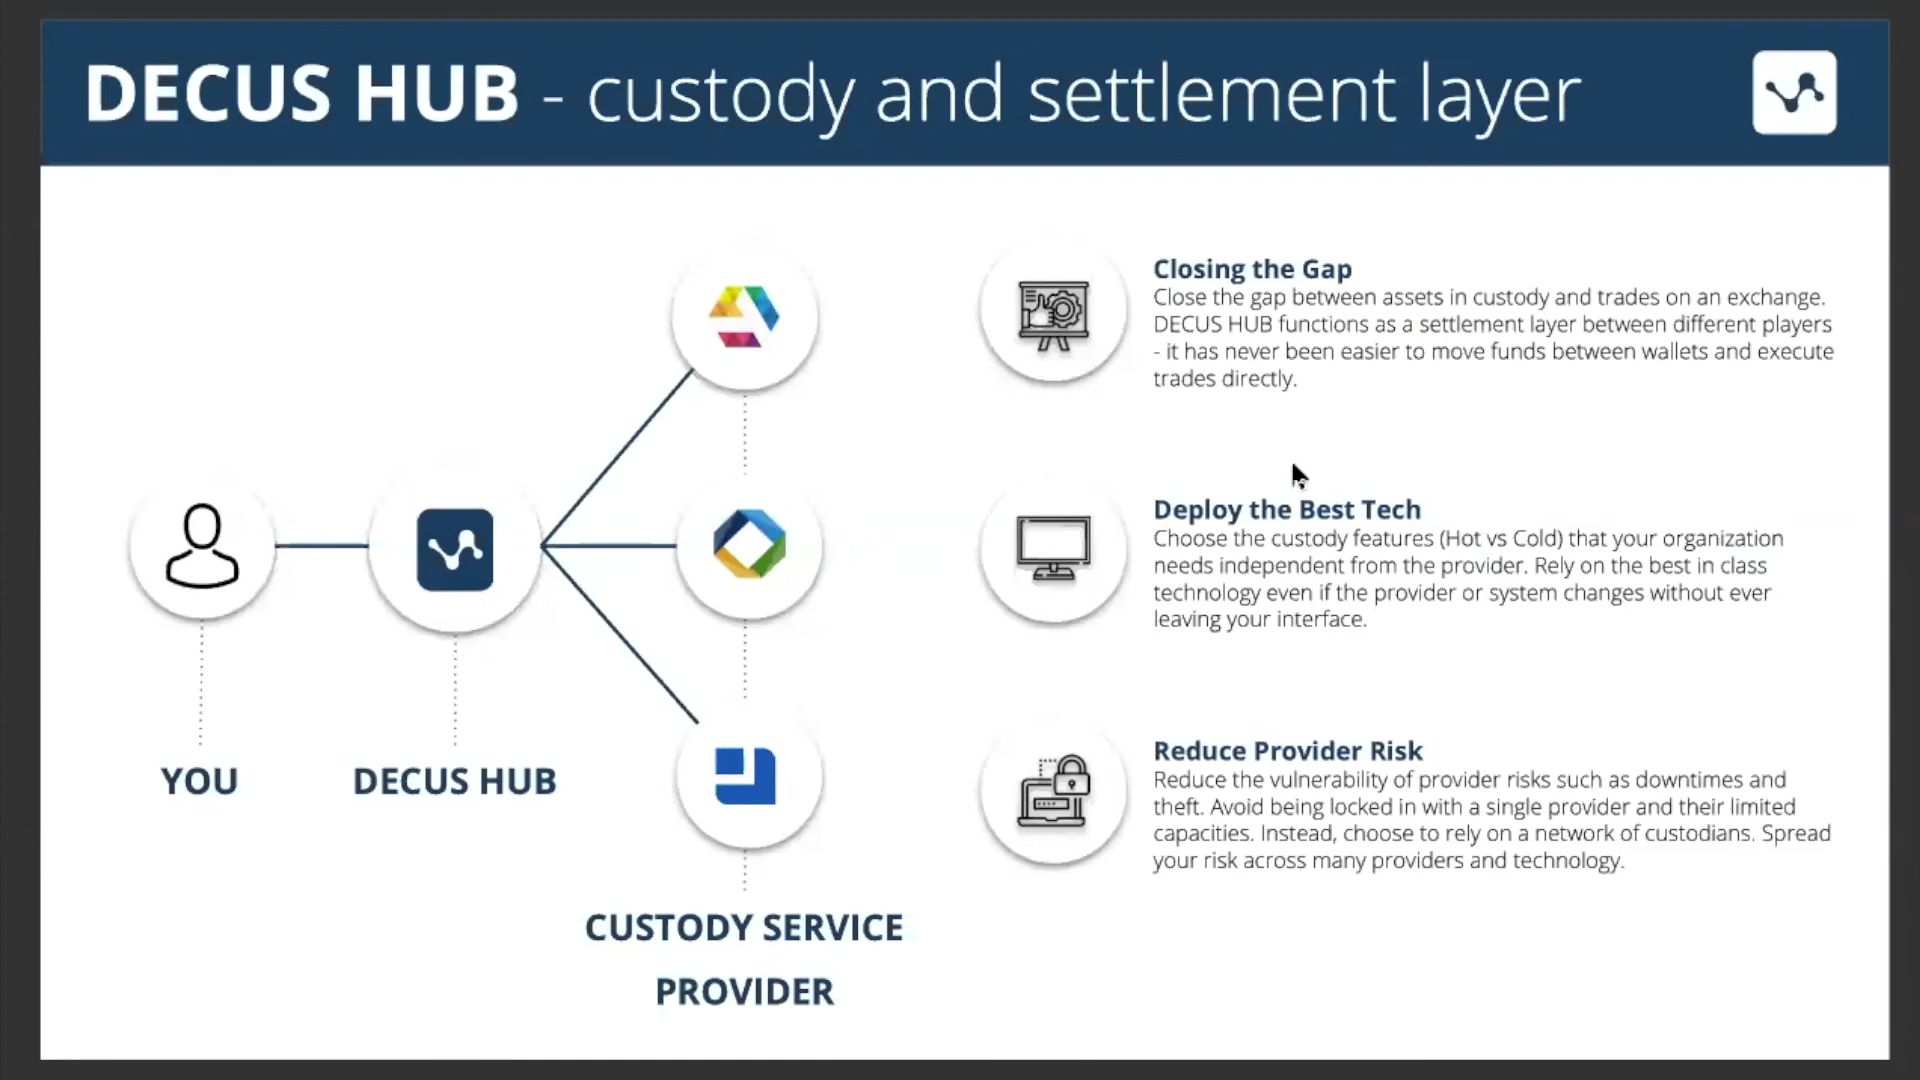 DECUS HUB - custody and settlement layer
YOU
DECUS HUB
CUSTODY SERVICE
PROVIDER
Closing the Gap
Close the gap between assets in custody and trades on an exchange.
DECUS HUB functions as a settlement layer between different players
- it has never been easier to move funds between wallets and execute
trades directly.
Deploy the Best Tech
Choose the custody features (Hot vs Cold) that your organization
needs independent from the provider. Rely on the best in class
technology even if the provider or system changes without ever
leaving your interface.
Reduce Provider Risk
Reduce the vulnerability of provider risks such as downtimes and
theft. Avoid being locked in with a single provider and their limited
capacities. Instead, choose to rely on a network of custodians. Spread
your risk across many providers and technology.